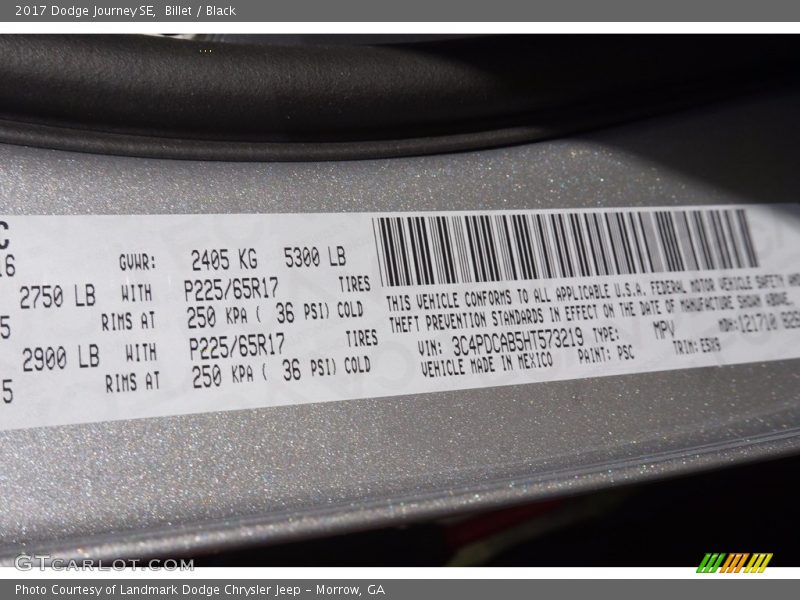 2017 Dodge Journey SE,  Billet / Black
C
16
GVWR: 2405 KG 5300 LB
2750 LB WITH P225/65R17 TIRES
5 RIMS AT 250 KPA ( 36 PSI) COLD
2900 LB WITH P225/65R17 TIRES
5 RIMS AT 250 KPA ( 36 PSI) COLD
THIS VEHICLE CONFORMS TO ALL APPLICABLE U.S.A. FEDERAL MOTOR VEHICLE SAFETY AND
THEFT PREVENTION STANDARDS IN EFFECT ON THE DATE OF MANUFACTURE SHOWN ABOVE.
VIN: 3C4PDCAB5HT573219 TYPE: MPV MDH:121710
VEHICLE MADE IN MEXICO PAINT: PSC TRIM:
GTCARLOT.COM
Photo Courtesy of Landmark Dodge Chrysler Jeep – Morrow, GA